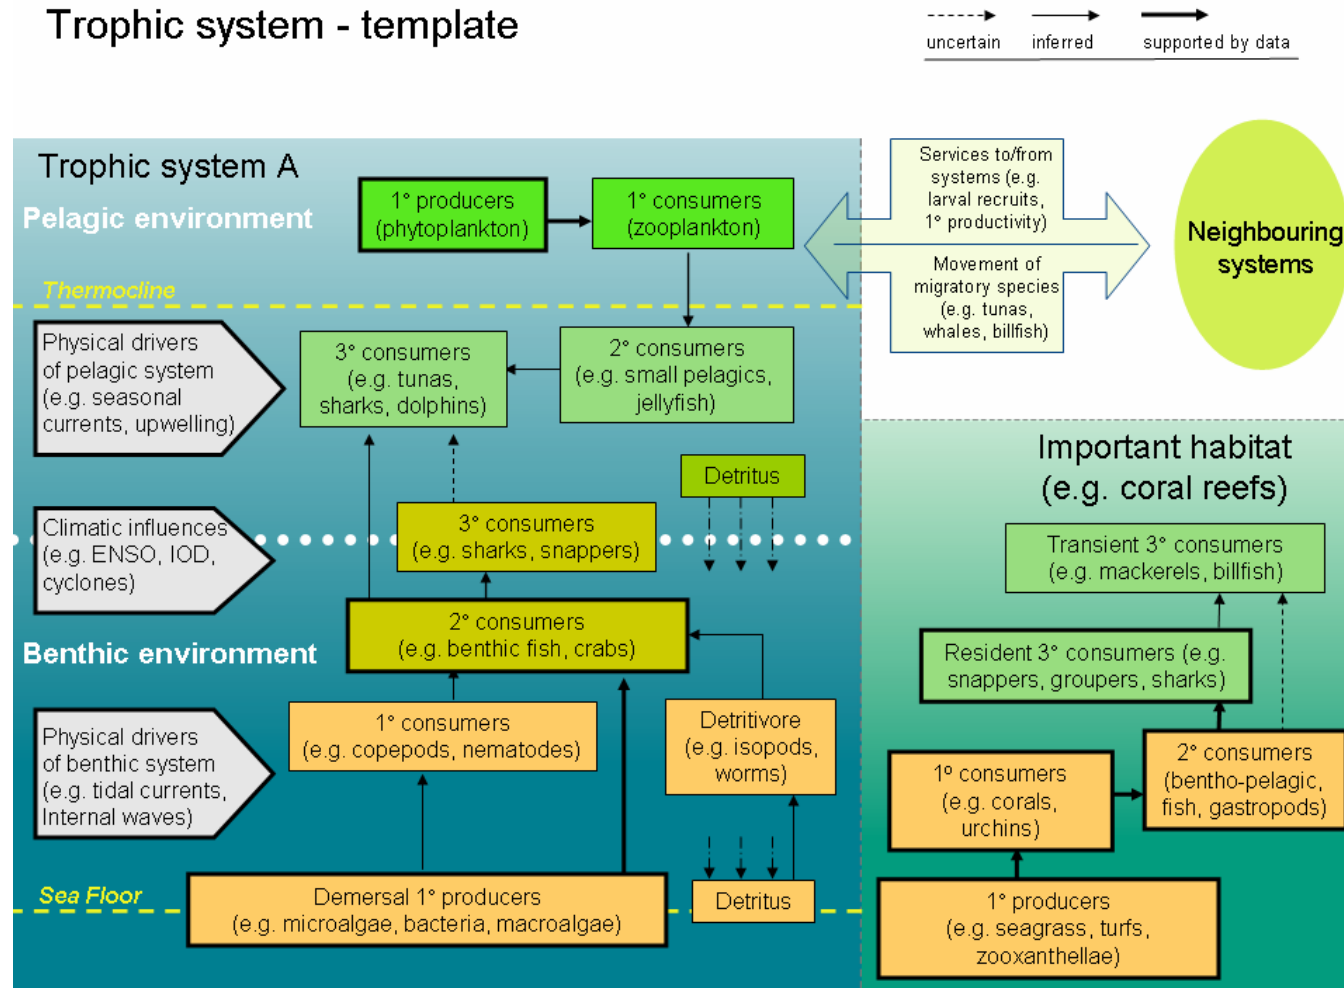 Trophic system - template
uncertain
inferred
supported by data
Trophic system A
Pelagic environment
1° producers
(phytoplankton)
1° consumers
(zooplankton)
Services to/from
systems (e.g.
larval recruits,
1° productivity)
Movement of
migratory species
(e.g. tunas,
whales, billfish)
Neighbouring
systems
Thermocline
Physical drivers
of pelagic system
(e.g. seasonal
currents, upwelling)
3° consumers
(e.g. tunas,
sharks, dolphins)
2° consumers
(e.g. small pelagics,
jellyfish)
Detritus
Climatic influences
(e.g. ENSO, IOD,
cyclones)
3° consumers
(e.g. sharks, snappers)
Benthic environment
2° consumers
(e.g. benthic fish, crabs)
Physical drivers
of benthic system
(e.g. tidal currents,
Internal waves)
1° consumers
(e.g. copepods, nematodes)
Detritivore
(e.g. isopods,
worms)
Sea Floor
Demersal 1° producers
(e.g. microalgae, bacteria, macroalgae)
Detritus
Important habitat
(e.g. coral reefs)
Transient 3° consumers
(e.g. mackerels, billfish)
Resident 3° consumers (e.g.
snappers, groupers, sharks)
1º consumers
(e.g. corals,
urchins)
2° consumers
(bentho-pelagic,
fish, gastropods)
1° producers
(e.g. seagrass, turfs,
zooxanthellae)